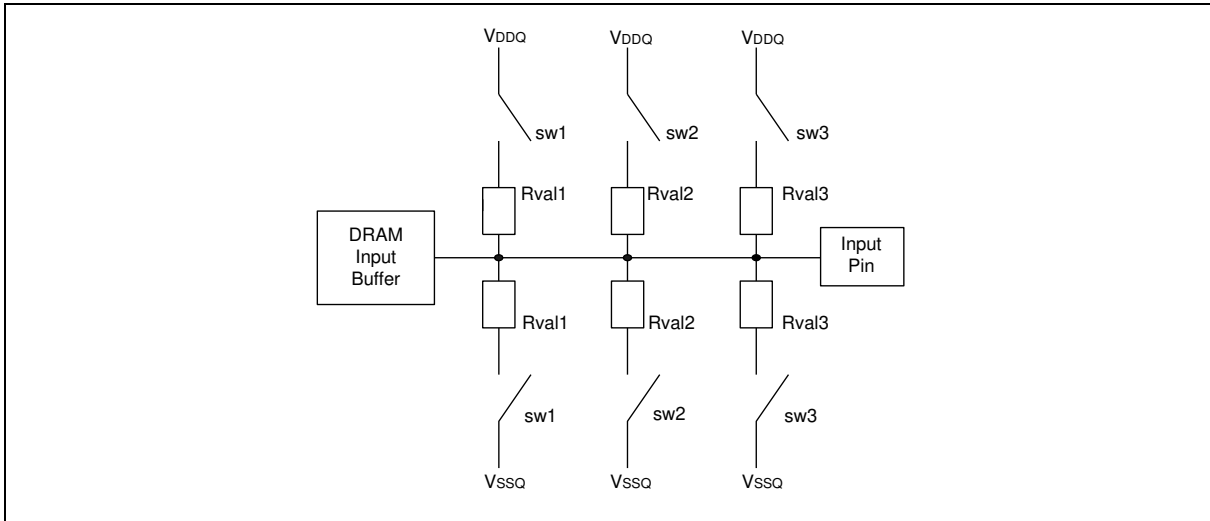 VDDQ VDDQ VDDQ
sw1 sw2 sw3
Rval1 Rval2 Rval3
DRAM
Input
Buffer
Input
Pin
Rval1 Rval2 Rval3
sw1 sw2 sw3
VSSQ VSSQ VSSQ